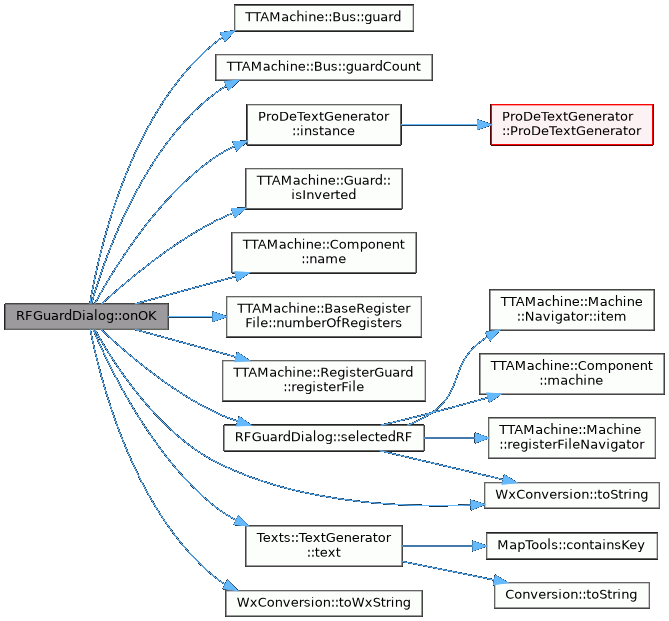 TTAMachine::Bus::guard
TTAMachine::Bus::guardCount
ProDeTextGenerator
::instance
ProDeTextGenerator
::ProDeTextGenerator
TTAMachine::Guard::
isInverted
TTAMachine::Component
::name
RFGuardDialog::onOK
TTAMachine::BaseRegister
File::numberOfRegisters
TTAMachine::Machine
::Navigator::item
TTAMachine::RegisterGuard
::registerFile
TTAMachine::Component
::machine
RFGuardDialog::selectedRF
TTAMachine::Machine
::registerFileNavigator
WxConversion::toString
Texts::TextGenerator
::text
MapTools::containsKey
Conversion::toString
WxConversion::toWxString